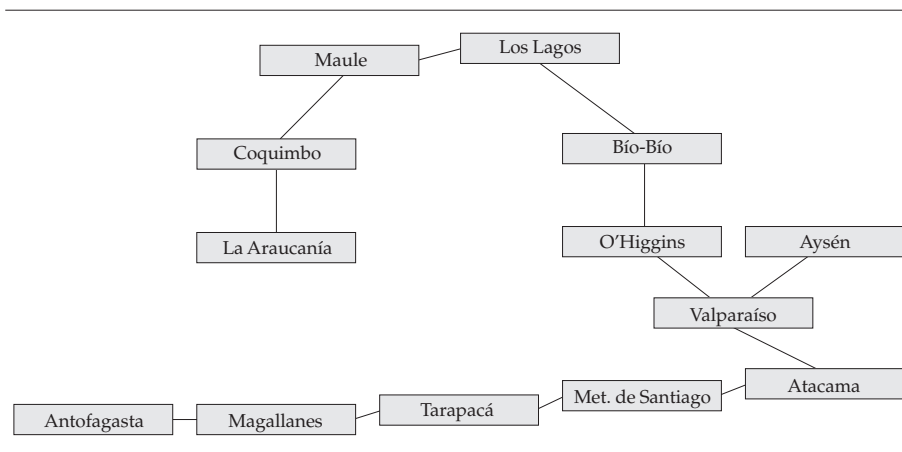 Los Lagos
Maule
Coquimbo
Bío-Bío
La Araucanía
O’Higgins
Aysén
Valparaíso
Atacama
Met. de Santiago
Tarapacá
Magallanes
Antofagasta